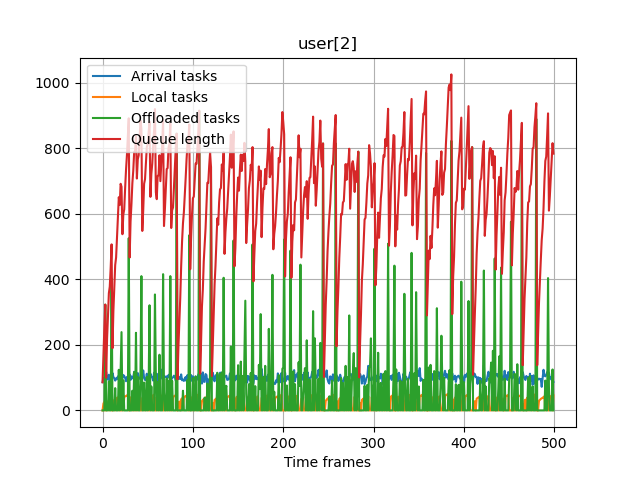 user[2]
Arrival tasks
Local tasks
Offloaded tasks
Queue length
1000
800
600
400
200
0
0 100 200 300 400 500
Time frames